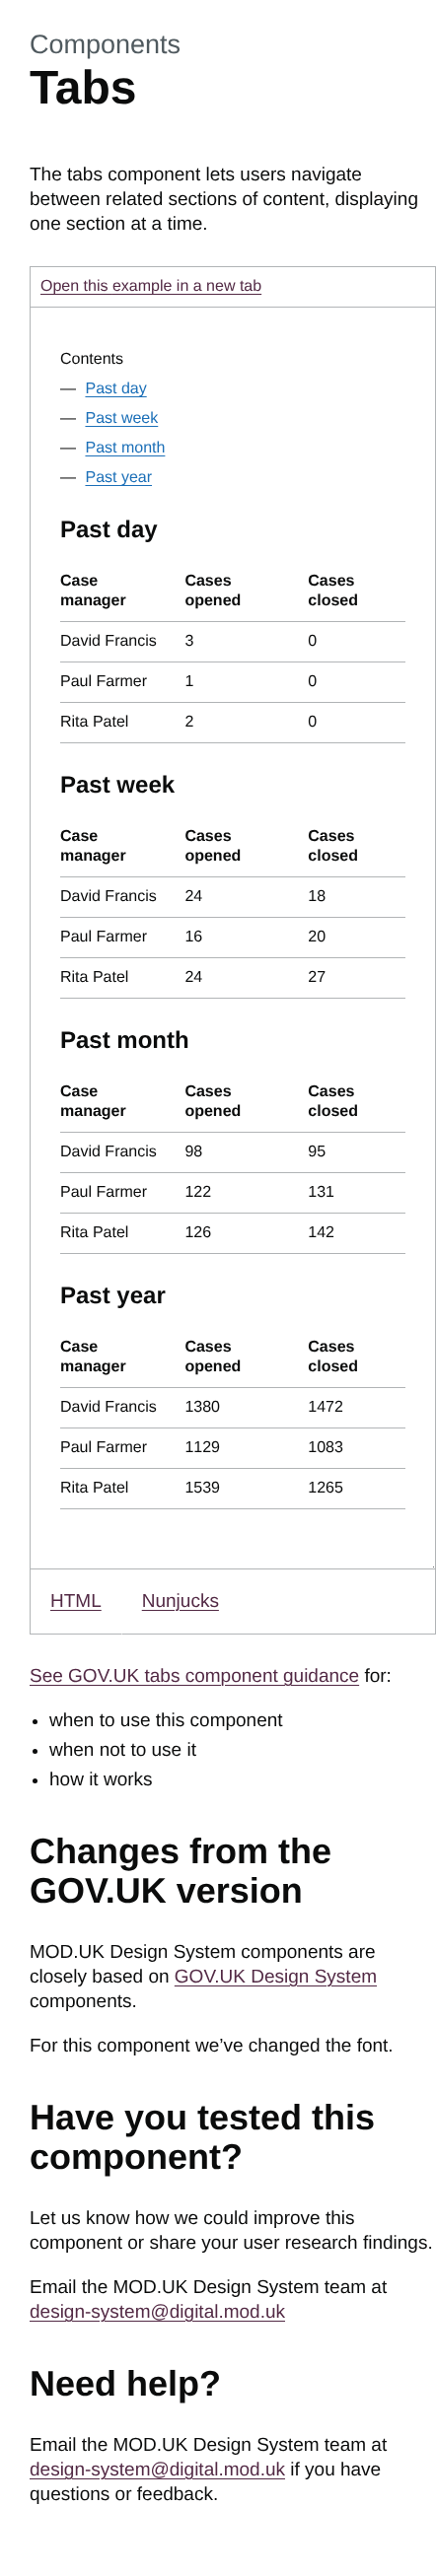 Components
Tabs
The tabs component lets users navigate
between related sections of content, displaying
one section at a time.
Open this example in a new tab
Contents
— Past day
— Past week
— Past month
— Past year
Past day
Case manager Cases opened Cases closed
David Francis 3 0
Paul Farmer 1 0
Rita Patel 2 0
Past week
Case manager Cases opened Cases closed
David Francis 24 18
Paul Farmer 16 20
Rita Patel 24 27
Past month
Case manager Cases opened Cases closed
David Francis 98 95
Paul Farmer 122 131
Rita Patel 126 142
Past year
Case manager Cases opened Cases closed
David Francis 1380 1472
Paul Farmer 1129 1083
Rita Patel 1539 1265
HTML Nunjucks
See GOV.UK tabs component guidance for:
• when to use this component
• when not to use it
• how it works
Changes from the
GOV.UK version
MOD.UK Design System components are
closely based on GOV.UK Design System
components.
For this component we’ve changed the font.
Have you tested this
component?
Let us know how we could improve this
component or share your user research findings.
Email the MOD.UK Design System team at
design-system@digital.mod.uk
Need help?
Email the MOD.UK Design System team at
design-system@digital.mod.uk if you have
questions or feedback.